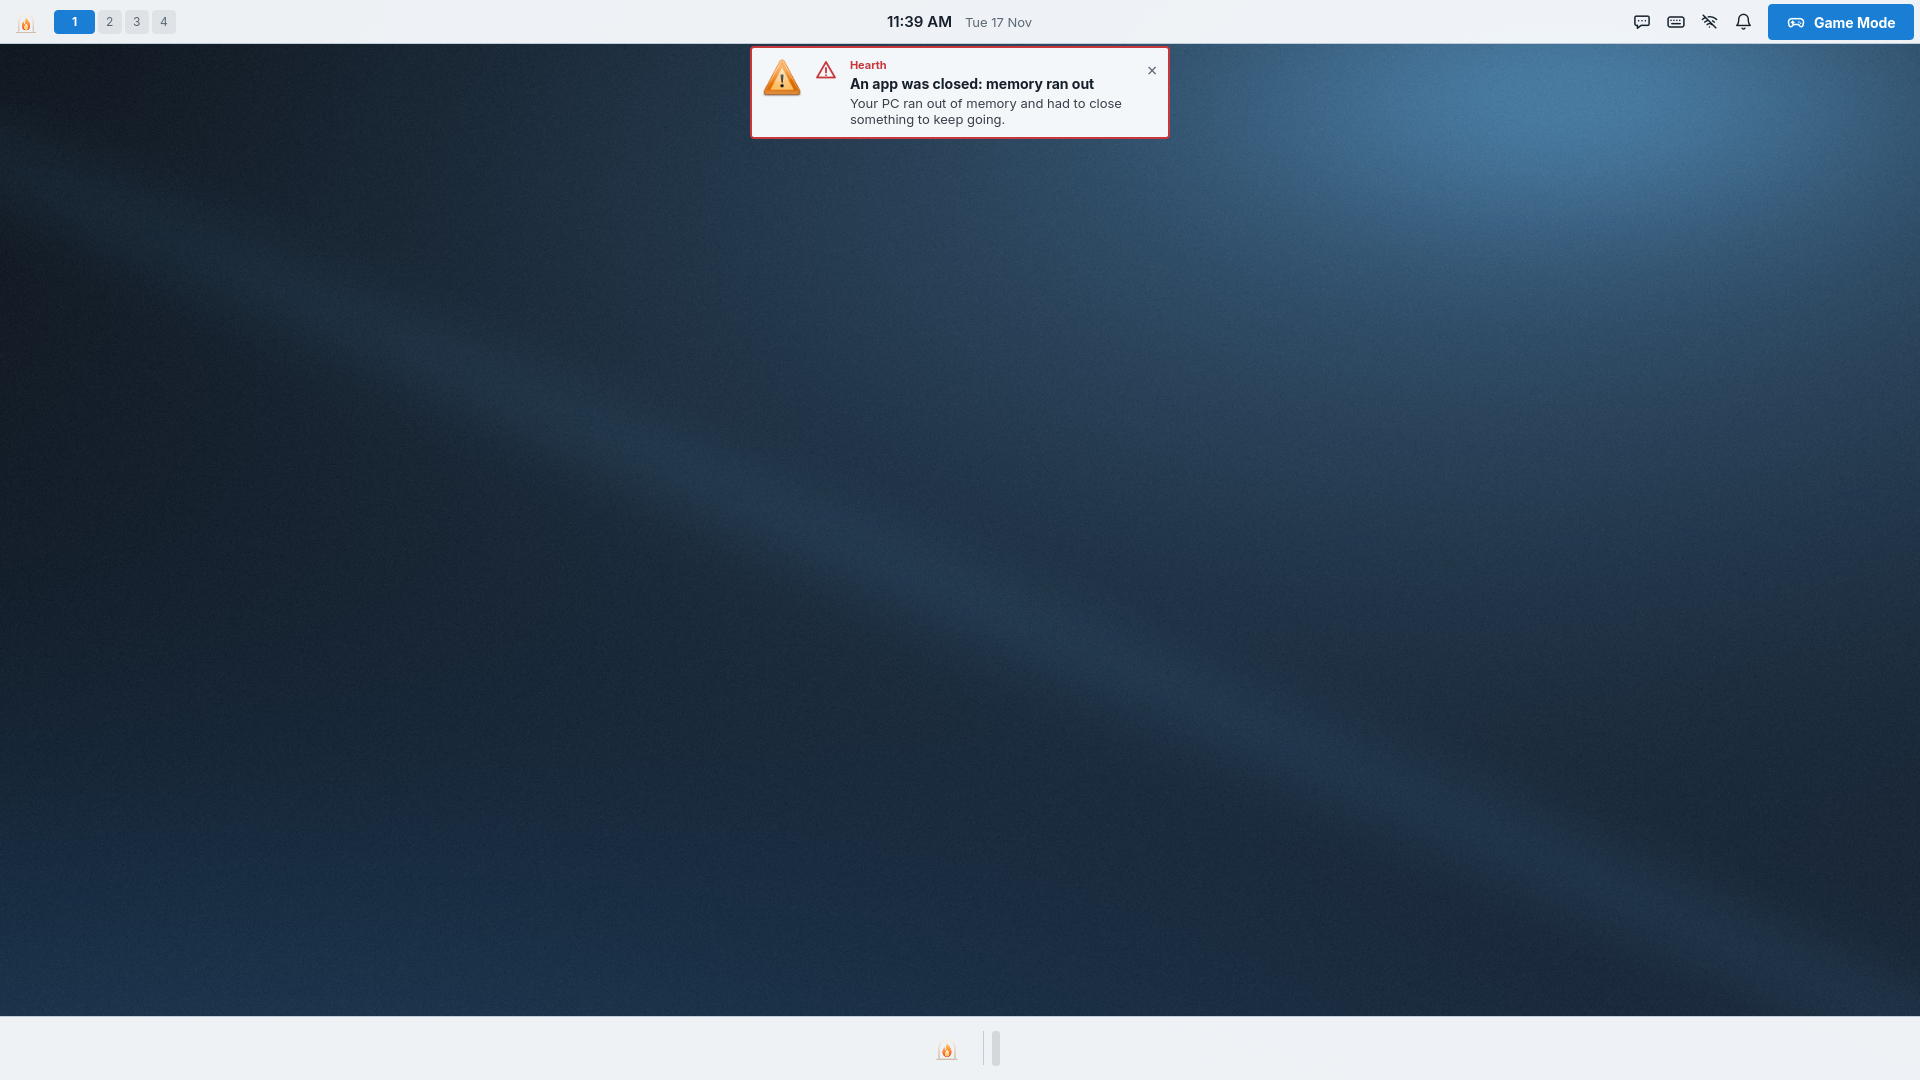 1 2 3 4
11:39 AM Tue 17 Nov
Game Mode
Hearth
An app was closed: memory ran out
Your PC ran out of memory and had to close
something to keep going.